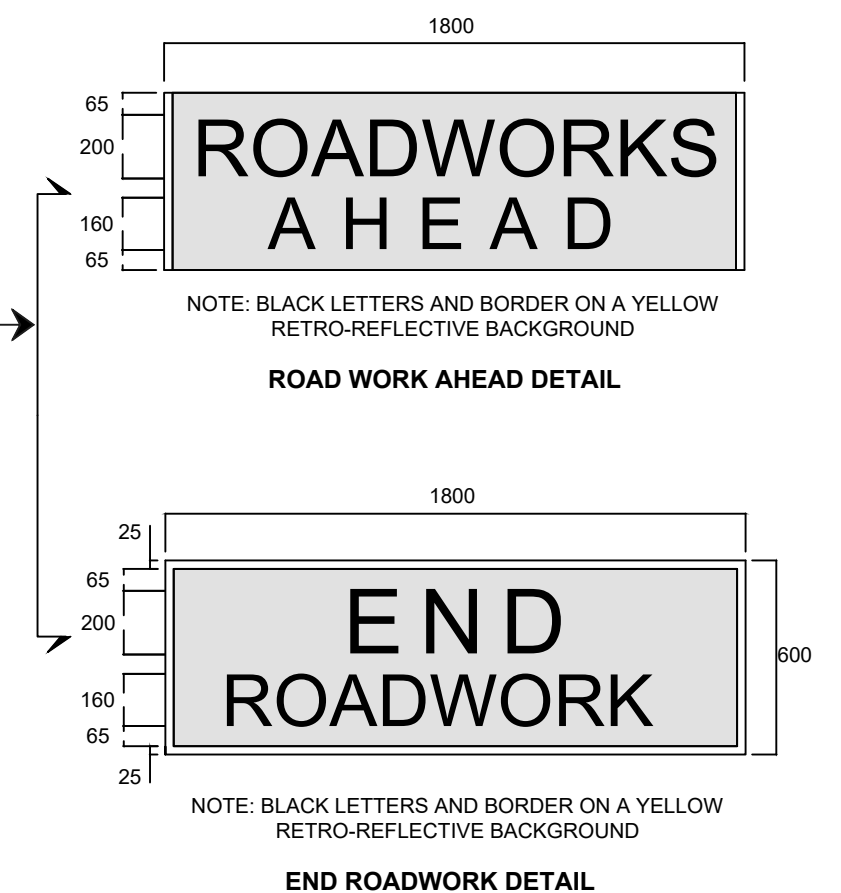 1800
65
200
160
65
ROADWORKS
AHEAD
NOTE: BLACK LETTERS AND BORDER ON A YELLOW
RETRO-REFLECTIVE BACKGROUND
ROAD WORK AHEAD DETAIL
1800
25
65
200
160
65
25
END
ROADWORK
600
NOTE: BLACK LETTERS AND BORDER ON A YELLOW
RETRO-REFLECTIVE BACKGROUND
END ROADWORK DETAIL